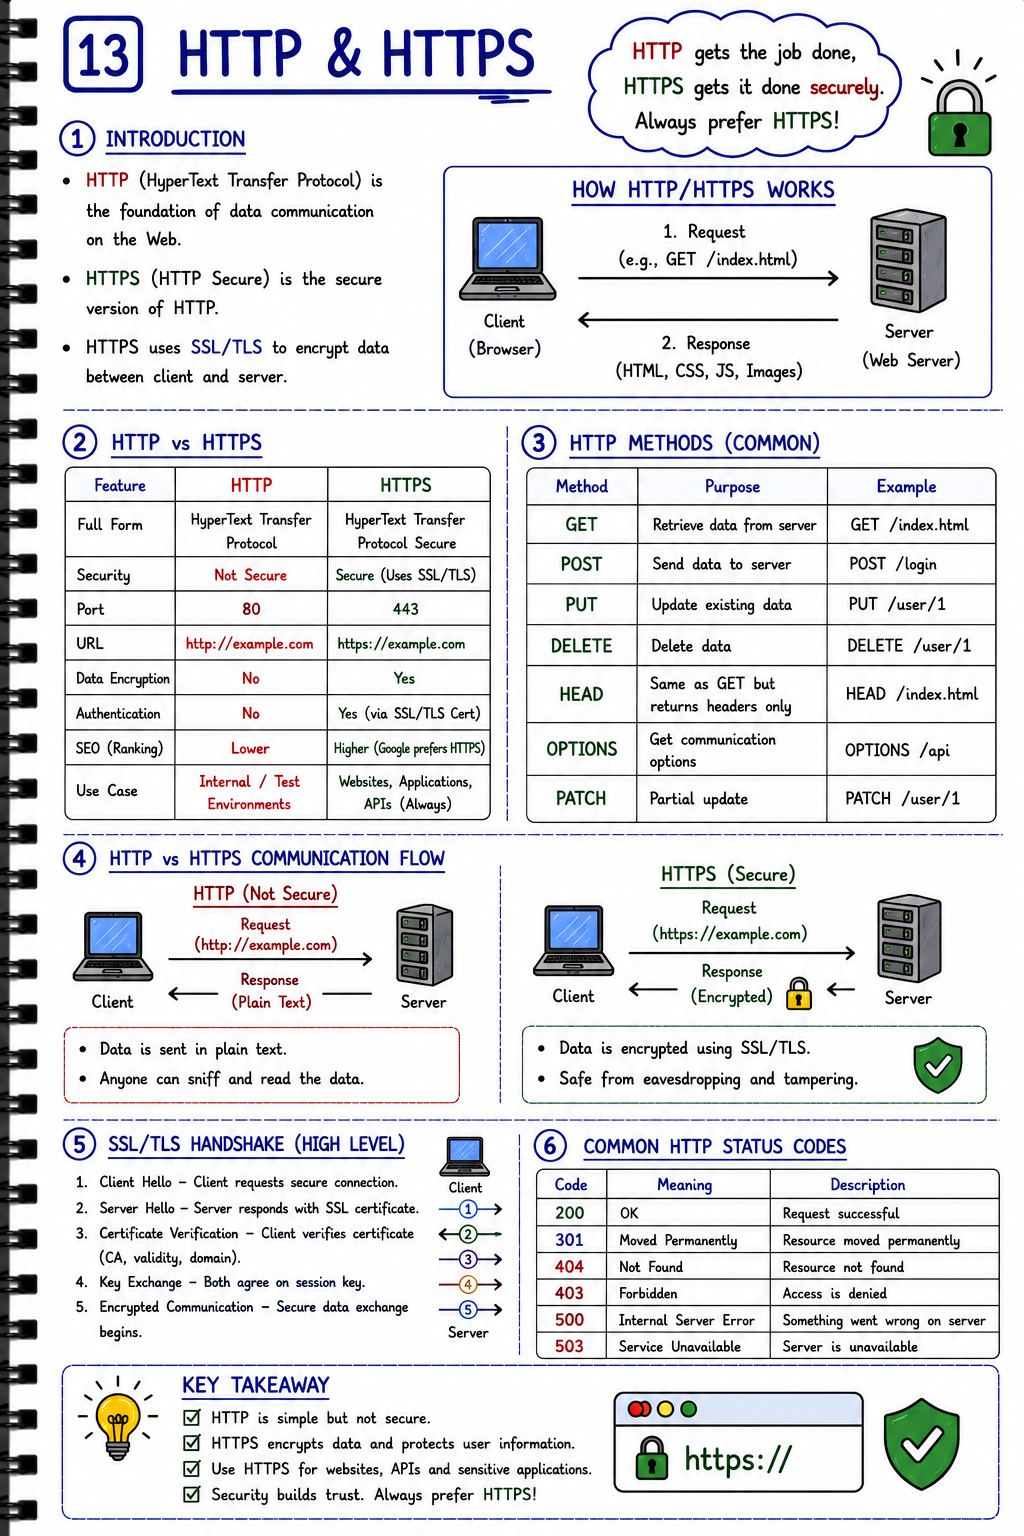 13
HTTP & HTTPS
HTTP gets the job done,
HTTPS gets it done securely.
Always prefer HTTPS!
1 INTRODUCTION
• HTTP (HyperText Transfer Protocol) is
the foundation of data communication
on the Web.
• HTTPS (HTTP Secure) is the secure
version of HTTP.
• HTTPS uses SSL/TLS to encrypt data
between client and server.
HOW HTTP/HTTPS WORKS
1. Request
(e.g., GET /index.html)
Client
(Browser)
2. Response
(HTML, CSS, JS, Images)
Server
(Web Server)
2 HTTP vs HTTPS
Feature HTTP HTTPS
Full Form HyperText Transfer Protocol HyperText Transfer Protocol Secure
Security Not Secure Secure (Uses SSL/TLS)
Port 80 443
URL http://example.com https://example.com
Data Encryption No Yes
Authentication No Yes (via SSL/TLS Cert)
SEO (Ranking) Lower Higher (Google prefers HTTPS)
Use Case Internal / Test Environments Websites, Applications, APIs (Always)
3 HTTP METHODS (COMMON)
Method Purpose Example
GET Retrieve data from server GET /index.html
POST Send data to server POST /login
PUT Update existing data PUT /user/1
DELETE Delete data DELETE /user/1
HEAD Same as GET but returns headers only HEAD /index.html
OPTIONS Get communication options OPTIONS /api
PATCH Partial update PATCH /user/1
4 HTTP vs HTTPS COMMUNICATION FLOW
HTTP (Not Secure)
Request
(http://example.com)
Response
(Plain Text)
Client
Server
• Data is sent in plain text.
• Anyone can sniff and read the data.
HTTPS (Secure)
Request
(https://example.com)
Response
(Encrypted)
Client
Server
• Data is encrypted using SSL/TLS.
• Safe from eavesdropping and tampering.
5 SSL/TLS HANDSHAKE (HIGH LEVEL)
1. Client Hello – Client requests secure connection.
2. Server Hello – Server responds with SSL certificate.
3. Certificate Verification – Client verifies certificate
(CA, validity, domain).
4. Key Exchange – Both agree on session key.
5. Encrypted Communication – Secure data exchange
begins.
Client
1
2
3
4
5
Server
6 COMMON HTTP STATUS CODES
Code Meaning Description
200 OK Request successful
301 Moved Permanently Resource moved permanently
404 Not Found Resource not found
403 Forbidden Access is denied
500 Internal Server Error Something went wrong on server
503 Service Unavailable Server is unavailable
KEY TAKEAWAY
HTTP is simple but not secure.
HTTPS encrypts data and protects user information.
Use HTTPS for websites, APIs and sensitive applications.
Security builds trust. Always prefer HTTPS!
https://